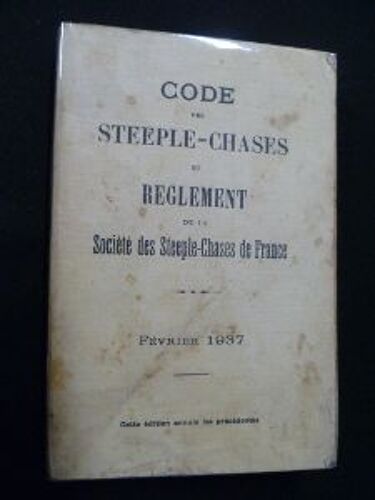 CODE
DES
STEEPLE-CHASES
ET
REGLEMENT
DE LA
Société des Steeple-Chases de France
FÉVRIER 1937
Cette édition annule les précédentes